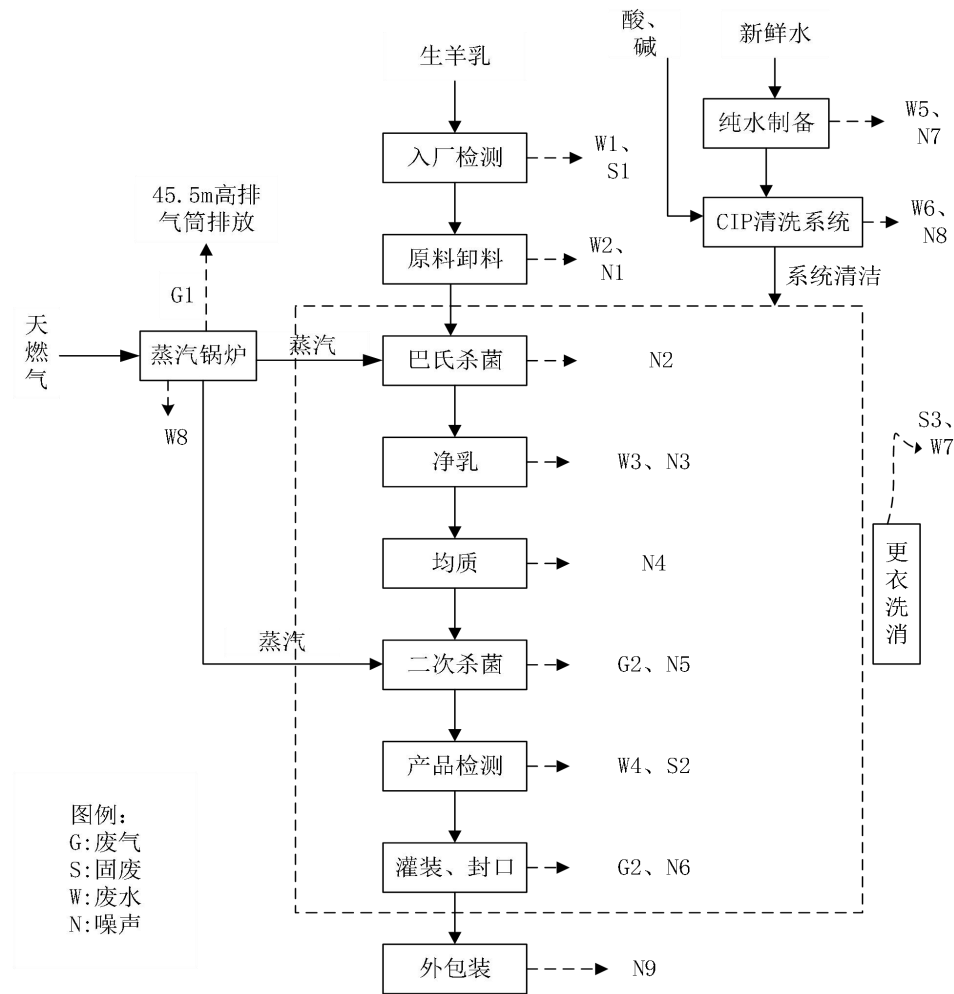 酸、
碱
新鲜水
生羊乳
纯水制备
W5、
N7
入厂检测
W1、
S1
45.5m高排
气筒排放
CIP清洗系统
W6、
N8
原料卸料
W2、
N1
系统清洁
G1
天
燃
气
蒸汽锅炉
蒸汽
巴氏杀菌
N2
W8
S3、
W7
净乳
W3、N3
均质
N4
更
衣
洗
消
蒸汽
二次杀菌
G2、N5
产品检测
W4、S2
图例：
G:废气
S:固废
W:废水
N:噪声
灌装、封口
G2、N6
外包装
N9